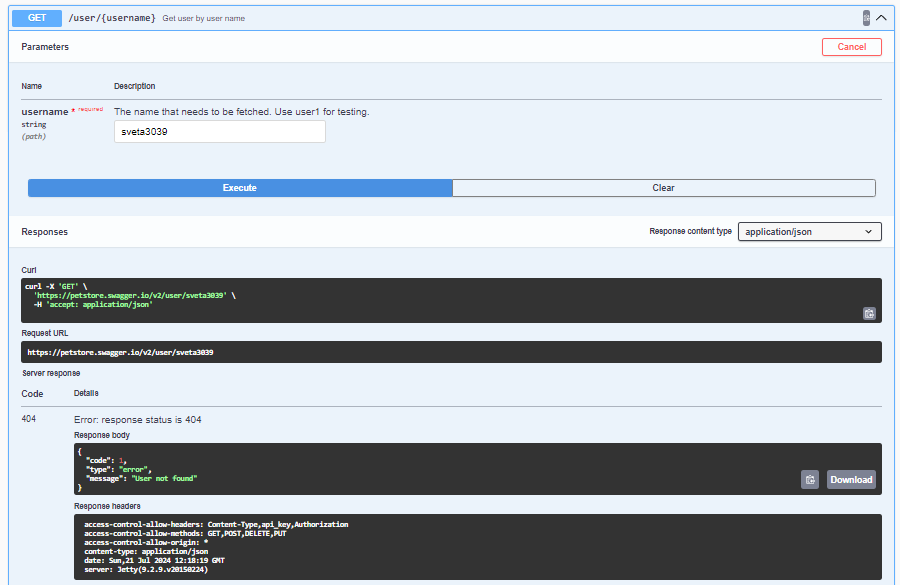 GET /user/{username} Get user by user name
Parameters
Cancel
Name Description
username * required The name that needs to be fetched. Use user1 for testing.
string
(path)
sveta3039
Execute Clear
Responses Response content type application/json
Curl
curl -X 'GET' \
'https://petstore.swagger.io/v2/user/sveta3039' \
-H 'accept: application/json'
Request URL
https://petstore.swagger.io/v2/user/sveta3039
Server response
Code Details
404 Error: response status is 404
Response body
{
"code": 1,
"type": "error",
"message": "User not found"
}
Download
Response headers
access-control-allow-headers: Content-Type,api_key,Authorization
access-control-allow-methods: GET,POST,DELETE,PUT
access-control-allow-origin: *
content-type: application/json
date: Sun,21 Jul 2024 12:18:19 GMT
server: Jetty(9.2.9.v20150224)